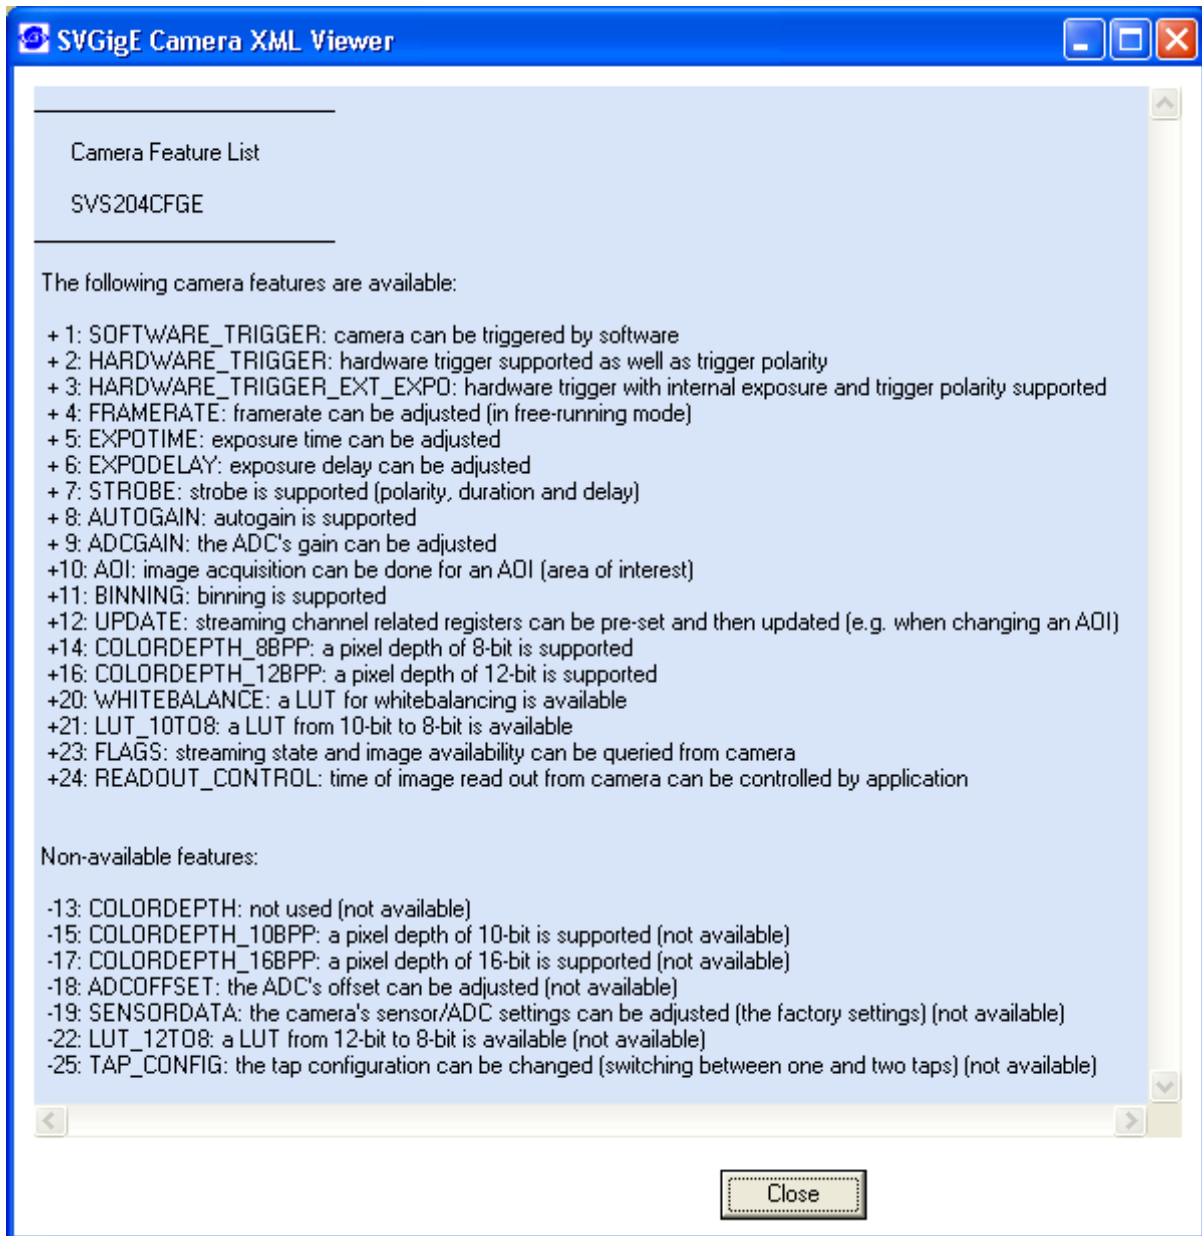 SVGigE Camera XML Viewer
Camera Feature List
SVS204CFGE
The following camera features are available:
+ 1: SOFTWARE_TRIGGER: camera can be triggered by software
+ 2: HARDWARE_TRIGGER: hardware trigger supported as well as trigger polarity
+ 3: HARDWARE_TRIGGER_EXT_EXPO: hardware trigger with internal exposure and trigger polarity supported
+ 4: FRAMERATE: framerate can be adjusted (in free-running mode)
+ 5: EXPOTIME: exposure time can be adjusted
+ 6: EXPODELAY: exposure delay can be adjusted
+ 7: STROBE: strobe is supported (polarity, duration and delay)
+ 8: AUTOGAIN: autogain is supported
+ 9: ADCGAIN: the ADC's gain can be adjusted
+10: AOI: image acquisition can be done for an AOI (area of interest)
+11: BINNING: binning is supported
+12: UPDATE: streaming channel related registers can be pre-set and then updated (e.g. when changing an AOI)
+14: COLORDEPTH_8BPP: a pixel depth of 8-bit is supported
+16: COLORDEPTH_12BPP: a pixel depth of 12-bit is supported
+20: WHITEBALANCE: a LUT for whitebalancing is available
+21: LUT_10TO8: a LUT from 10-bit to 8-bit is available
+23: FLAGS: streaming state and image availability can be queried from camera
+24: READOUT_CONTROL: time of image read out from camera can be controlled by application
Non-available features:
-13: COLORDEPTH: not used (not available)
-15: COLORDEPTH_10BPP: a pixel depth of 10-bit is supported (not available)
-17: COLORDEPTH_16BPP: a pixel depth of 16-bit is supported (not available)
-18: ADCOFFSET: the ADC's offset can be adjusted (not available)
-19: SENSORDATA: the camera's sensor/ADC settings can be adjusted (the factory settings) (not available)
-22: LUT_12TO8: a LUT from 12-bit to 8-bit is available (not available)
-25: TAP_CONFIG: the tap configuration can be changed (switching between one and two taps) (not available)
Close